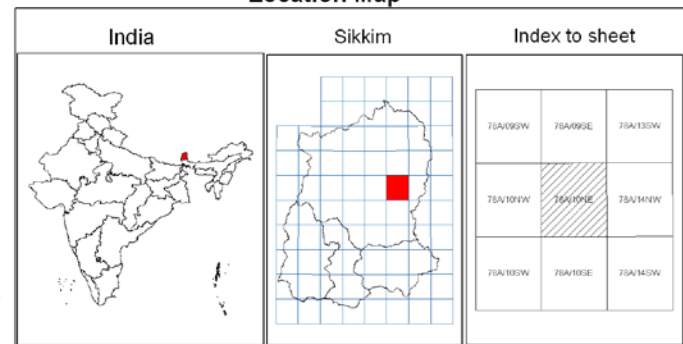 Location Map
India
Sikkim
Index to sheet
78A/09SW
78A/09SE
78A/13SW
78A/10NW
78A/10NE
78A/14NW
78A/10SW
78A/10SE
78A/14SW